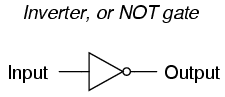 Inverter, or NOT gate
Input
Output